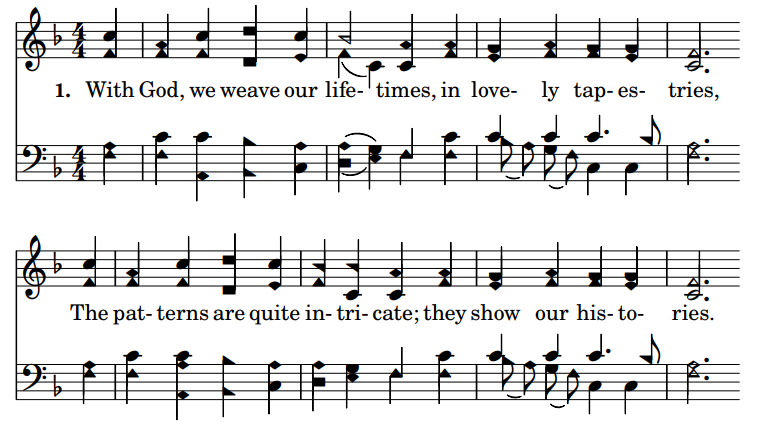 1. With God, we weave our life- times, in love- ly tap- es- tries,
The pat- terns are quite in- tri- cate; they show our his- to- ries.